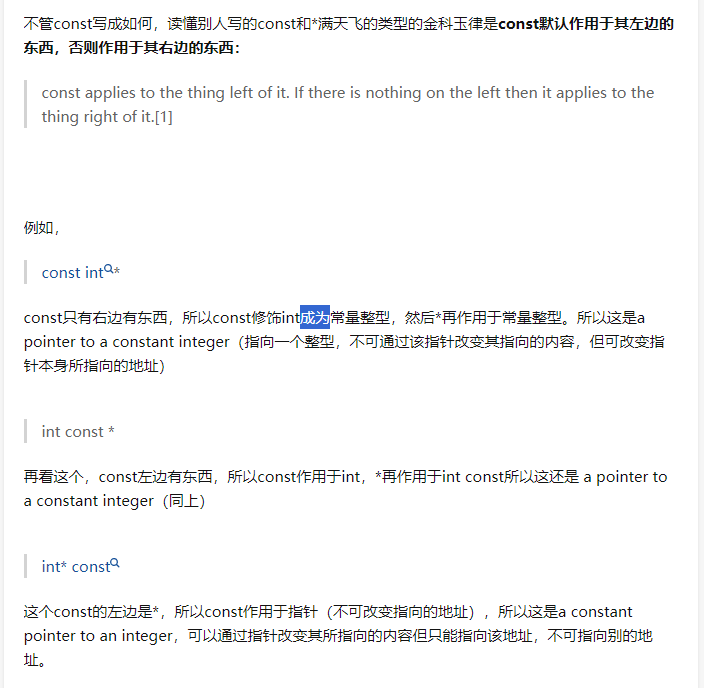 不管const写成如何，读懂别人写的const和*满天飞的类型的金科玉律是const默认作用于其左边的
东西，否则作用于其右边的东西：
const applies to the thing left of it. If there is nothing on the left then it applies to the
thing right of it.[1]
例如，
const int*
const只有右边有东西，所以const修饰int成为常量整型，然后*再作用于常量整型。所以这是a
pointer to a constant integer（指向一个整型，不可通过该指针改变其指向的内容，但可改变指
针本身所指向的地址）
int const *
再看这个，const左边有东西，所以const作用于int，*再作用于int const所以这还是 a pointer to
a constant integer（同上）
int* const
这个const的左边是*，所以const作用于指针（不可改变指向的地址），所以这是a constant
pointer to an integer，可以通过指针改变其所指向的内容但只能指向该地址，不可指向别的地
址。